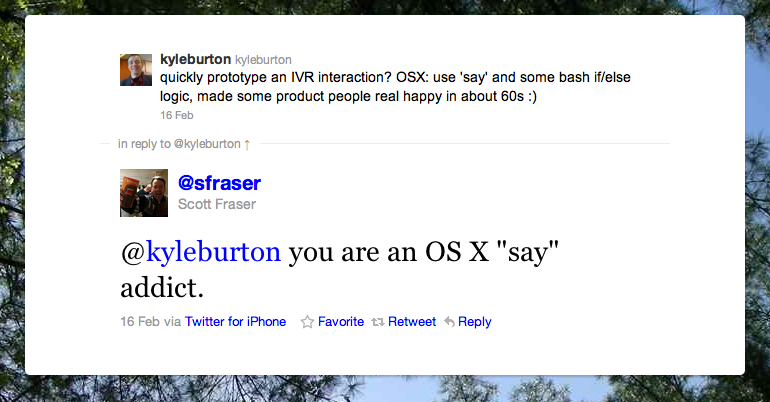 kyleburton kyleburton
quickly prototype an IVR interaction? OSX: use 'say' and some bash if/else
logic, made some product people real happy in about 60s :)
16 Feb
in reply to @kyleburton ↑
@sfraser
Scott Fraser
@kyleburton you are an OS X "say"
addict.
16 Feb via Twitter for iPhone Favorite Retweet Reply